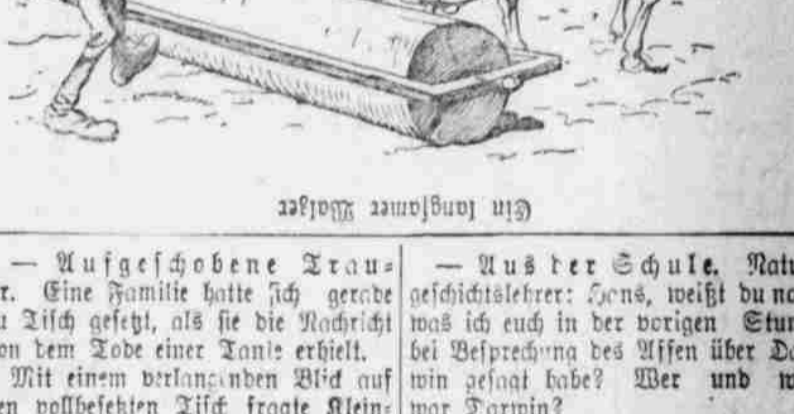 Ein langsamer Walzer
— Aufgeschobene Trau-
r. Eine Familie hatte sich gerade
u Tisch gesetzt, als sie die Nachricht
on dem Tode einer Tante erhielt.
Mit einem verlangenden Blick auf
en vollbesetzten Tisch fragte Klein-
— Aus der Schule. Natu
geschichtslehrer: Hans, weißt du no
was ich euch in der vorigen Stun
bei Besprechung des Affen über Da
win gesagt habe? Wer und w
war Darwin?